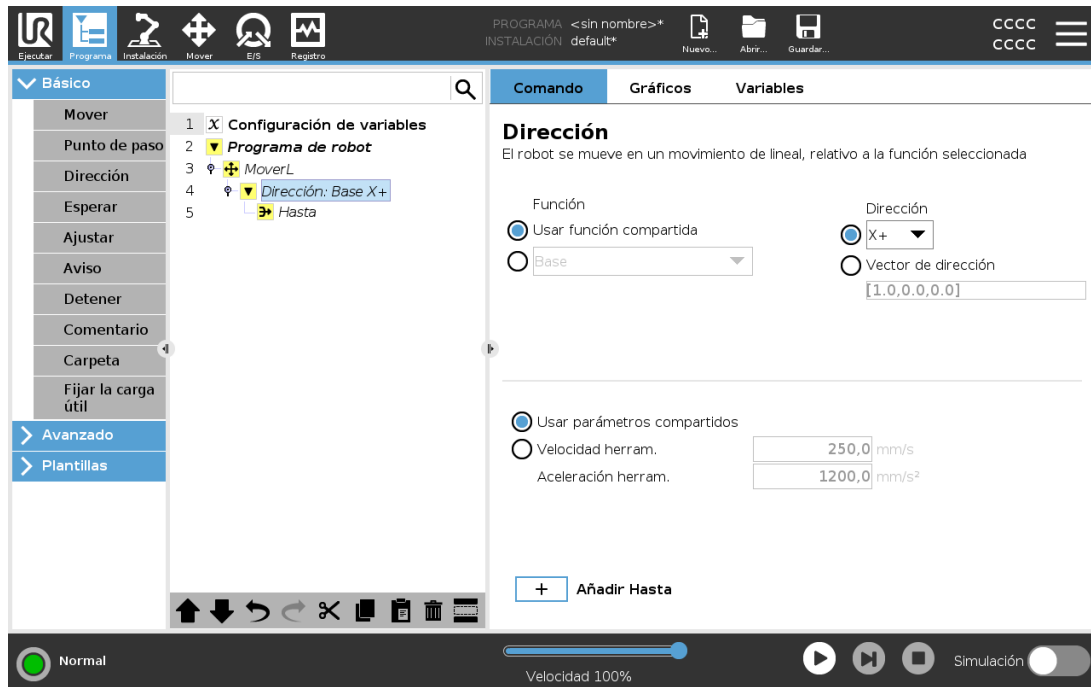 PROGRAMA <sin nombre>*
INSTALACIÓN default*
CCCC
CCCC
Ejecutar Programa Instalación Mover E/S Registro Nuevo... Abrir... Guardar...
Básico
Mover
Punto de paso
Dirección
Esperar
Ajustar
Aviso
Detener
Comentario
Carpeta
Fijar la carga
útil
Avanzado
Plantillas
1 X Configuración de variables
2 Programa de robot
3 MoverL
4 Dirección: Base X+
5 Hasta
Comando Gráficos Variables
Dirección
El robot se mueve en un movimiento de lineal, relativo a la función seleccionada
Función
Usar función compartida
Base
Dirección
X+
Vector de dirección
[1.0,0.0,0.0]
Usar parámetros compartidos
Velocidad herram. 250,0 mm/s
Aceleración herram. 1200,0 mm/s²
+ Añadir Hasta
Normal
Velocidad 100%
Simulación